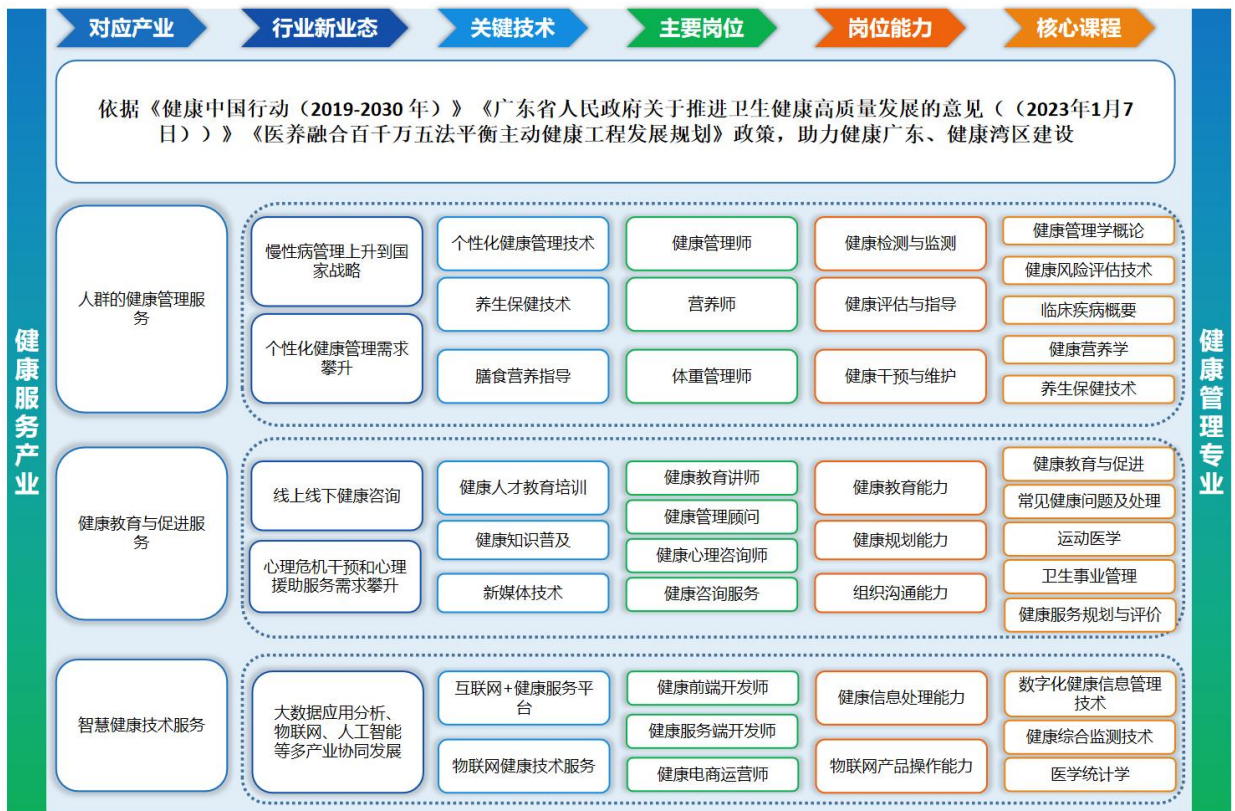 对应产业
行业新业态
关键技术
主要岗位
岗位能力
核心课程
依据《健康中国行动（2019-2030 年）》《广东省人民政府关于推进卫生健康高质量发展的意见（（2023年1月7
日））》《医养融合百千万五法平衡主动健康工程发展规划》政策，助力健康广东、健康湾区建设
健康服务产业
健康管理专业
人群的健康管理服
务
慢性病管理上升到国
家战略
个性化健康管理需求
攀升
个性化健康管理技术
养生保健技术
膳食营养指导
健康管理师
营养师
体重管理师
健康检测与监测
健康评估与指导
健康干预与维护
健康管理学概论
健康风险评估技术
临床疾病概要
健康营养学
养生保健技术
健康教育与促进服
务
线上线下健康咨询
心理危机干预和心理
援助服务需求攀升
健康人才教育培训
健康知识普及
新媒体技术
健康教育讲师
健康管理顾问
健康心理咨询师
健康咨询服务
健康教育能力
健康规划能力
组织沟通能力
健康教育与促进
常见健康问题及处理
运动医学
卫生事业管理
健康服务规划与评价
智慧健康技术服务
大数据应用分析、
物联网、人工智能
等多产业协同发展
互联网+健康服务平
台
物联网健康技术服务
健康前端开发师
健康服务端开发师
健康电商运营师
健康信息处理能力
物联网产品操作能力
数字化健康信息管理
技术
健康综合监测技术
医学统计学